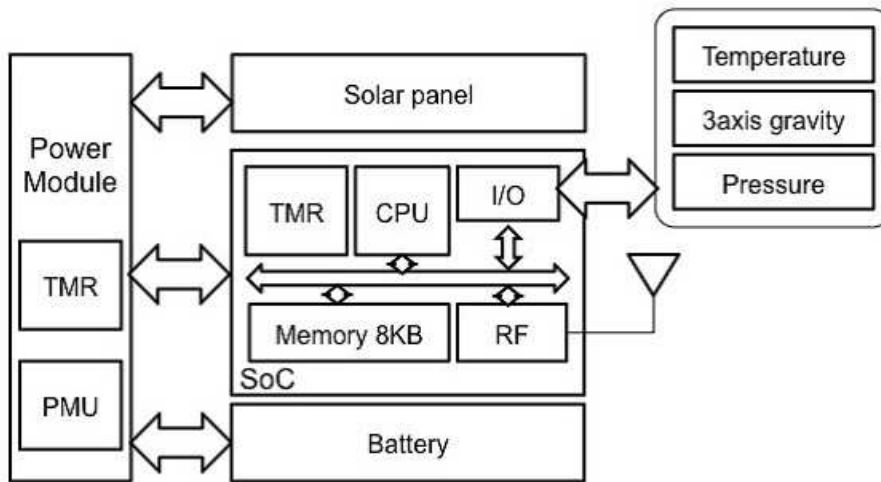 Power
Module
TMR
PMU
Solar panel
TMR
CPU
I/O
Memory 8KB
RF
SoC
Battery
Temperature
3axis gravity
Pressure